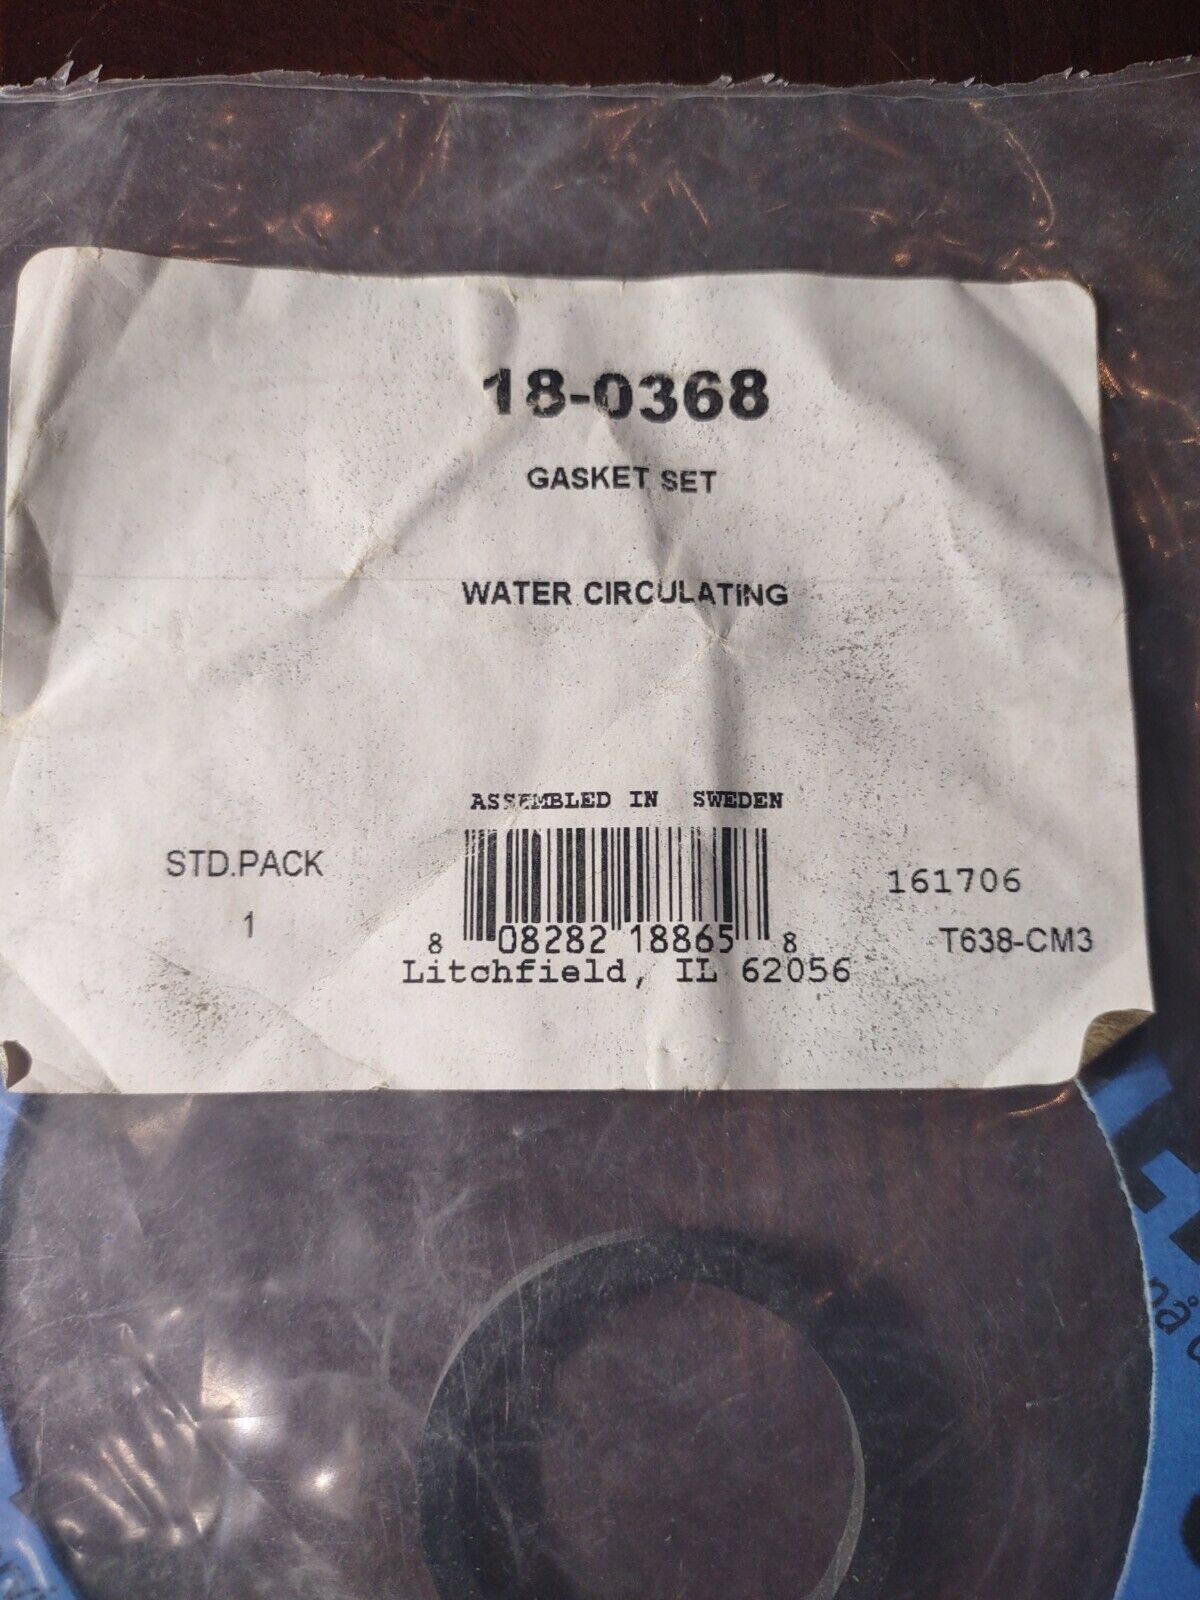 18-0368
GASKET SET
WATER CIRCULATING
ASSEMBLED IN SWEDEN
STD.PACK
1
8 08282 18865 8
161706
T638-CM3
Litchfield, IL 62056